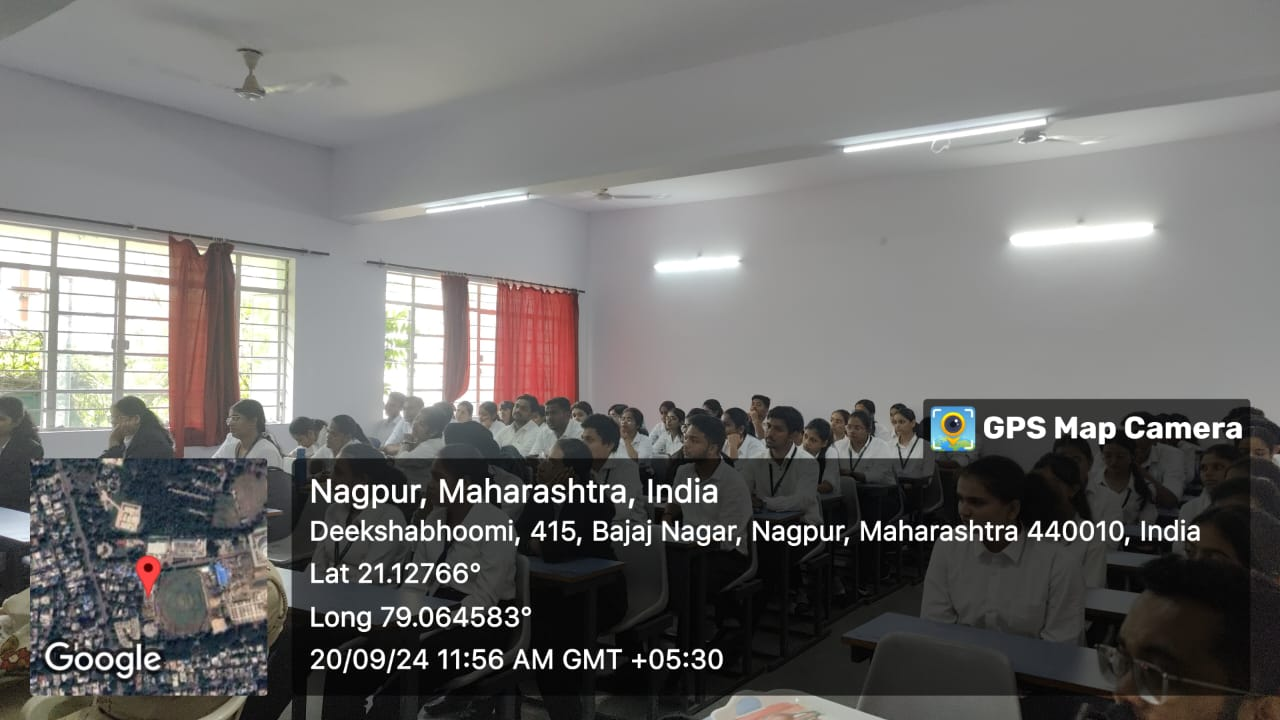 GPS Map Camera
Nagpur, Maharashtra, India
Deekshabhoomi, 415, Bajaj Nagar, Nagpur, Maharashtra 440010, India
Lat 21.12766°
Long 79.064583°
20/09/24 11:56 AM GMT +05:30
Google